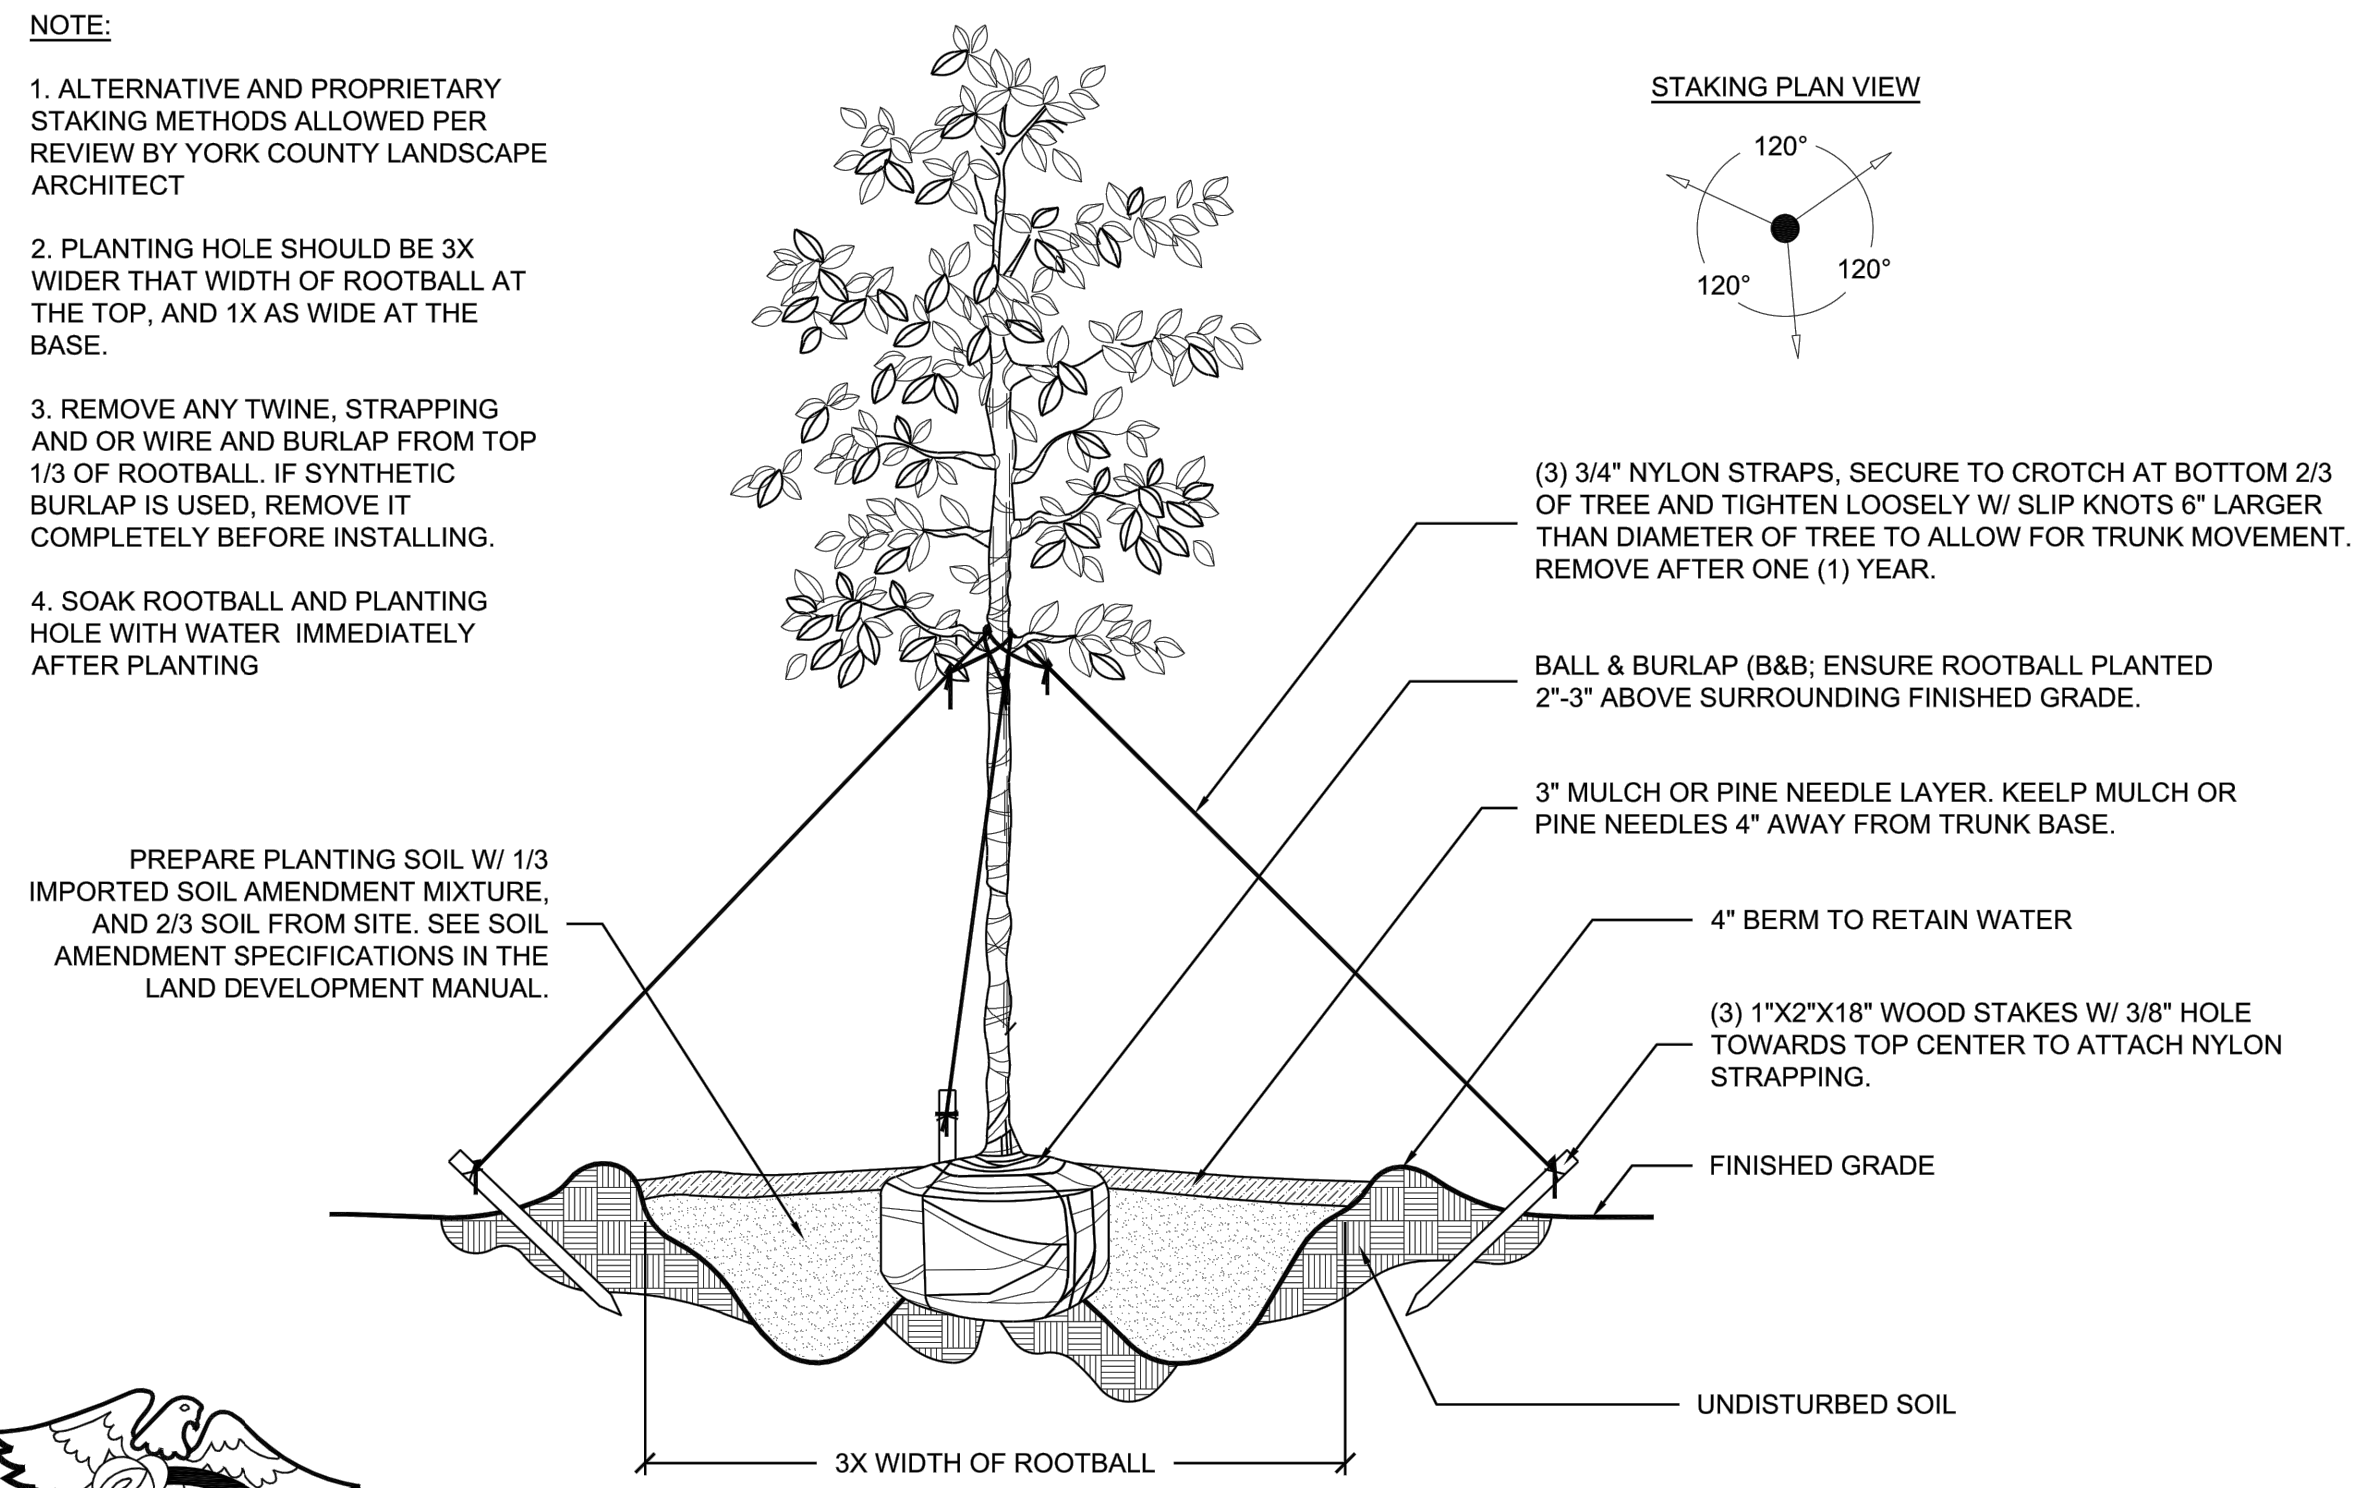 NOTE:
1. ALTERNATIVE AND PROPRIETARY
STAKING METHODS ALLOWED PER
REVIEW BY YORK COUNTY LANDSCAPE
ARCHITECT
2. PLANTING HOLE SHOULD BE 3X
WIDER THAT WIDTH OF ROOTBALL AT
THE TOP, AND 1X AS WIDE AT THE
BASE.
3. REMOVE ANY TWINE, STRAPPING
AND OR WIRE AND BURLAP FROM TOP
1/3 OF ROOTBALL. IF SYNTHETIC
BURLAP IS USED, REMOVE IT
COMPLETELY BEFORE INSTALLING.
4. SOAK ROOTBALL AND PLANTING
HOLE WITH WATER  IMMEDIATELY
AFTER PLANTING
PREPARE PLANTING SOIL W/ 1/3
IMPORTED SOIL AMENDMENT MIXTURE,
AND 2/3 SOIL FROM SITE. SEE SOIL
AMENDMENT SPECIFICATIONS IN THE
LAND DEVELOPMENT MANUAL.
STAKING PLAN VIEW
120°
120°
120°
(3) 3/4" NYLON STRAPS, SECURE TO CROTCH AT BOTTOM 2/3
OF TREE AND TIGHTEN LOOSELY W/ SLIP KNOTS 6" LARGER
THAN DIAMETER OF TREE TO ALLOW FOR TRUNK MOVEMENT.
REMOVE AFTER ONE (1) YEAR.
BALL & BURLAP (B&B; ENSURE ROOTBALL PLANTED
2"-3" ABOVE SURROUNDING FINISHED GRADE.
3" MULCH OR PINE NEEDLE LAYER. KEELP MULCH OR
PINE NEEDLES 4" AWAY FROM TRUNK BASE.
4" BERM TO RETAIN WATER
(3) 1"X2"X18" WOOD STAKES W/ 3/8" HOLE
TOWARDS TOP CENTER TO ATTACH NYLON
STRAPPING.
FINISHED GRADE
UNDISTURBED SOIL
3X WIDTH OF ROOTBALL